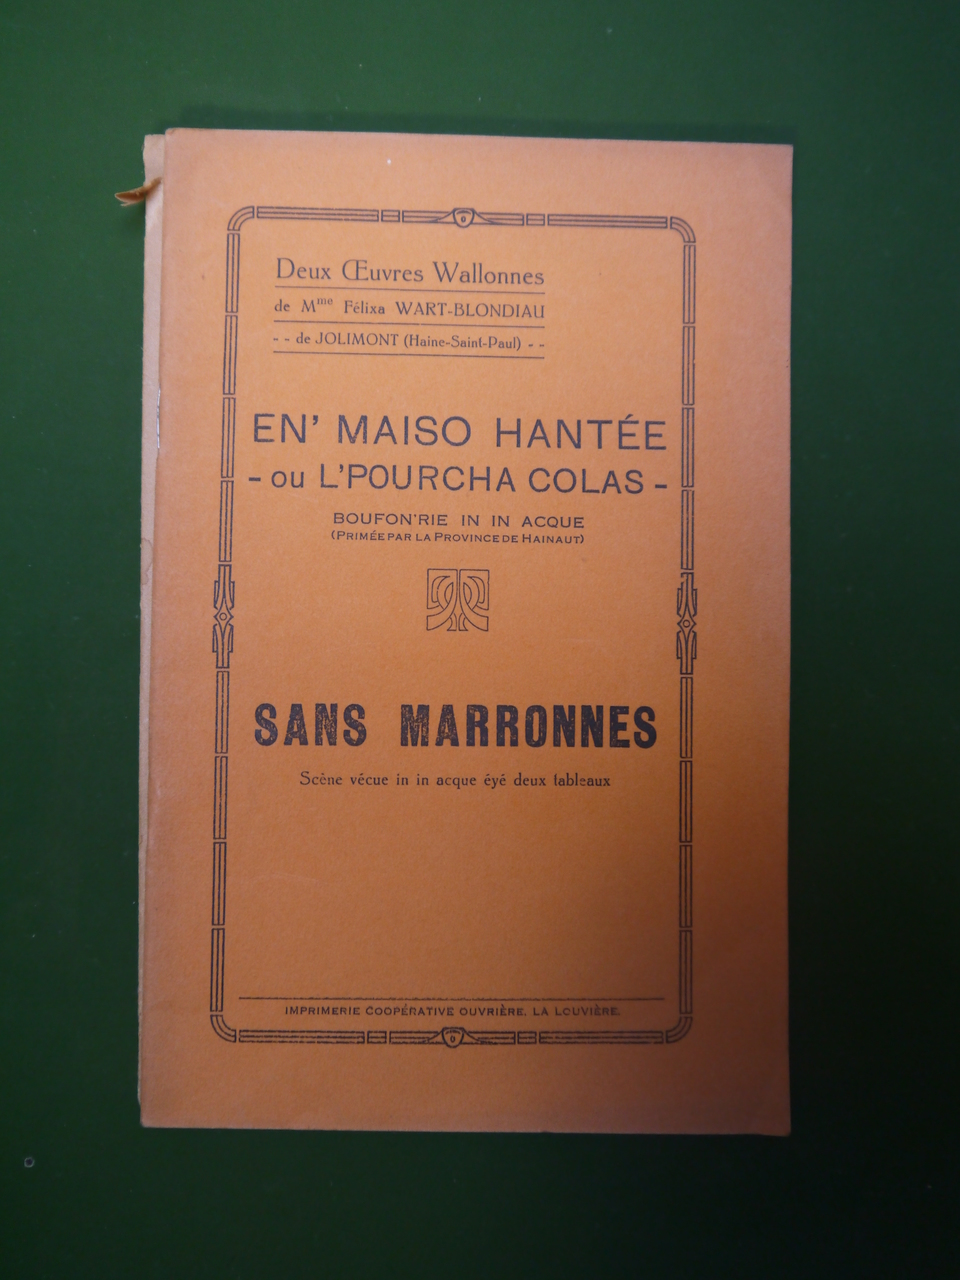 Deux Œuvres Wallonnes
de Mme Félixa WART-BLONDIAU
- - de JOLIMONT (Haine-Saint-Paul) - -
EN' MAISO HANTÉE
- ou L'POURCHA COLAS -
BOUFON'RIE IN IN ACQUE
(PRIMÉE PAR LA PROVINCE DE HAINAUT)
SANS MARRONNES
Scène vécue in in acque éyé deux tableaux
IMPRIMERIE COOPÉRATIVE OUVRIÈRE. LA LOUVIÈRE.